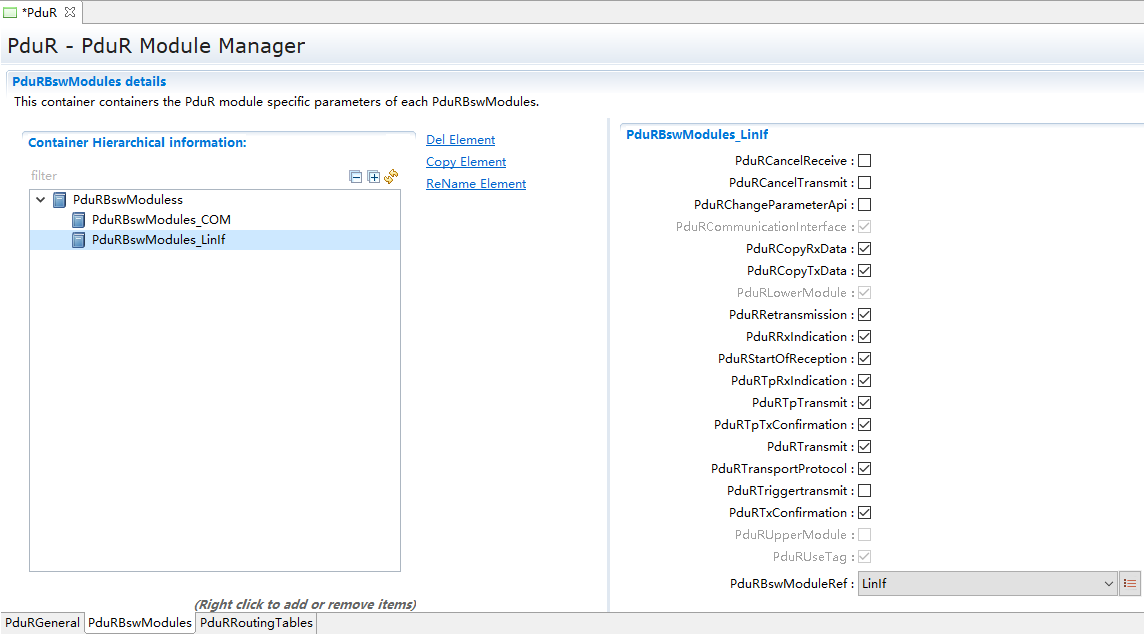 *PduR
PduR - PduR Module Manager
PduRBswModules details
This container containers the PduR module specific parameters of each PduRBswModules.
Container Hierarchical information:
filter
PduRBswModuless
PduRBswModules_COM
PduRBswModules_LinIf
(Right click to add or remove items)
Del Element
Copy Element
ReName Element
PduRBswModules_LinIf
PduRCancelReceive :
PduRCancelTransmit :
PduRChangeParameterApi :
PduRCommunicationInterface :
PduRCopyRxData :
PduRCopyTxData :
PduRLowerModule :
PduRRetransmission :
PduRRxIndication :
PduRStartOfReception :
PduRTpRxIndication :
PduRTpTransmit :
PduRTpTxConfirmation :
PduRTransmit :
PduRTransportProtocol :
PduRTriggertransmit :
PduRTxConfirmation :
PduRUpperModule :
PduRUseTag :
PduRBswModuleRef : LinIf
PduRGeneral PduRBswModules PduRRoutingTables